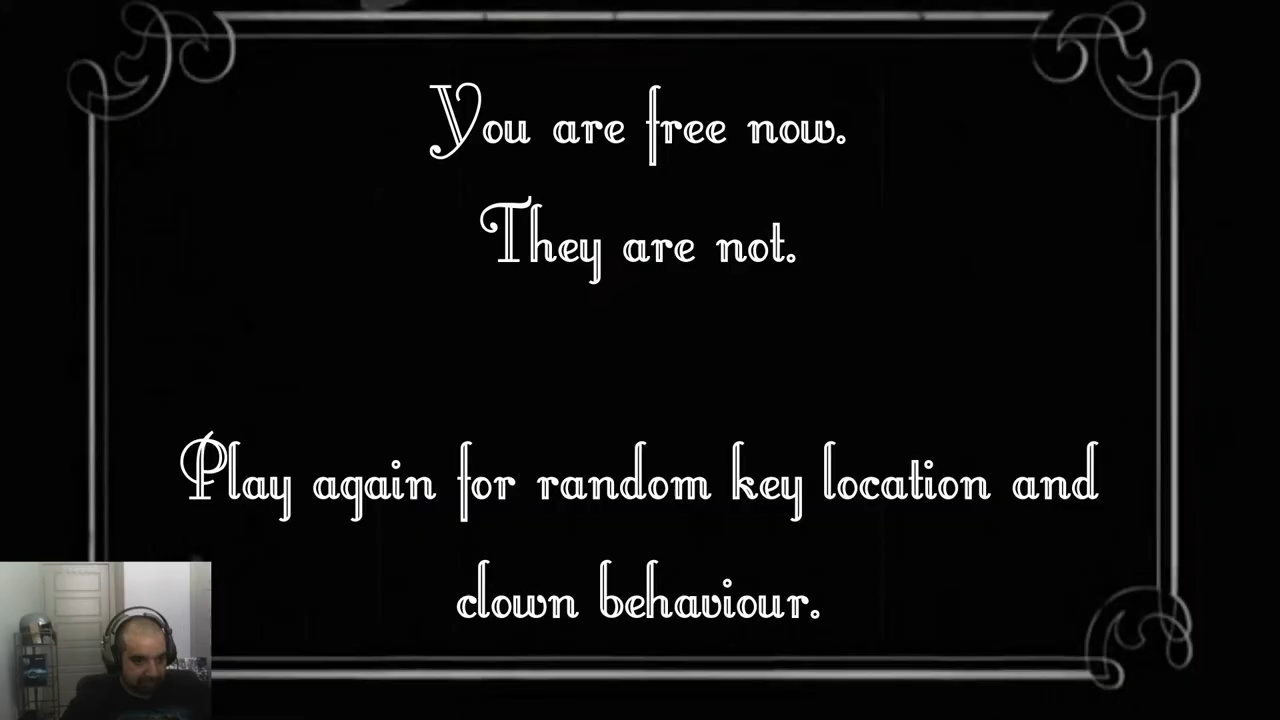 You are free now.
They are not.
Play again for random key location and
clown behaviour.